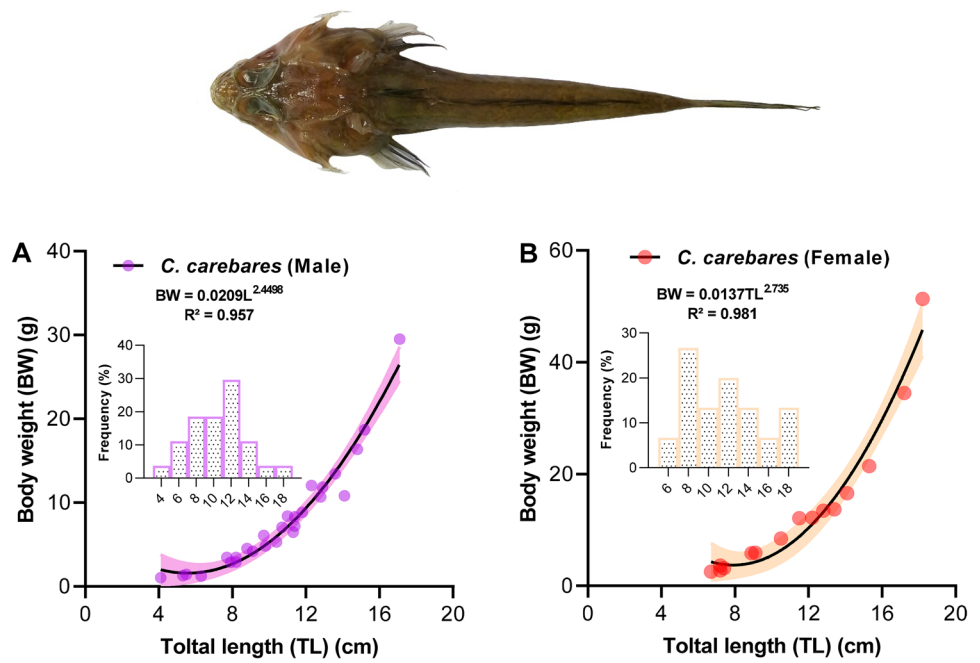 A
C. carebares (Male)
BW = 0.0209L^2.4498
R² = 0.957
Body weight (BW) (g)
40
30
20
10
0
Frequency (%)
40
30
20
10
0
4 6 8 10 12 14 16 18
0 4 8 12 16 20
Toltal length (TL) (cm)
B
C. carebares (Female)
BW = 0.0137TL^2.735
R² = 0.981
Body weight (BW) (g)
60
40
20
0
Frequency (%)
30
20
10
0
6 8 10 12 14 16 18
0 4 8 12 16 20
Toltal length (TL) (cm)